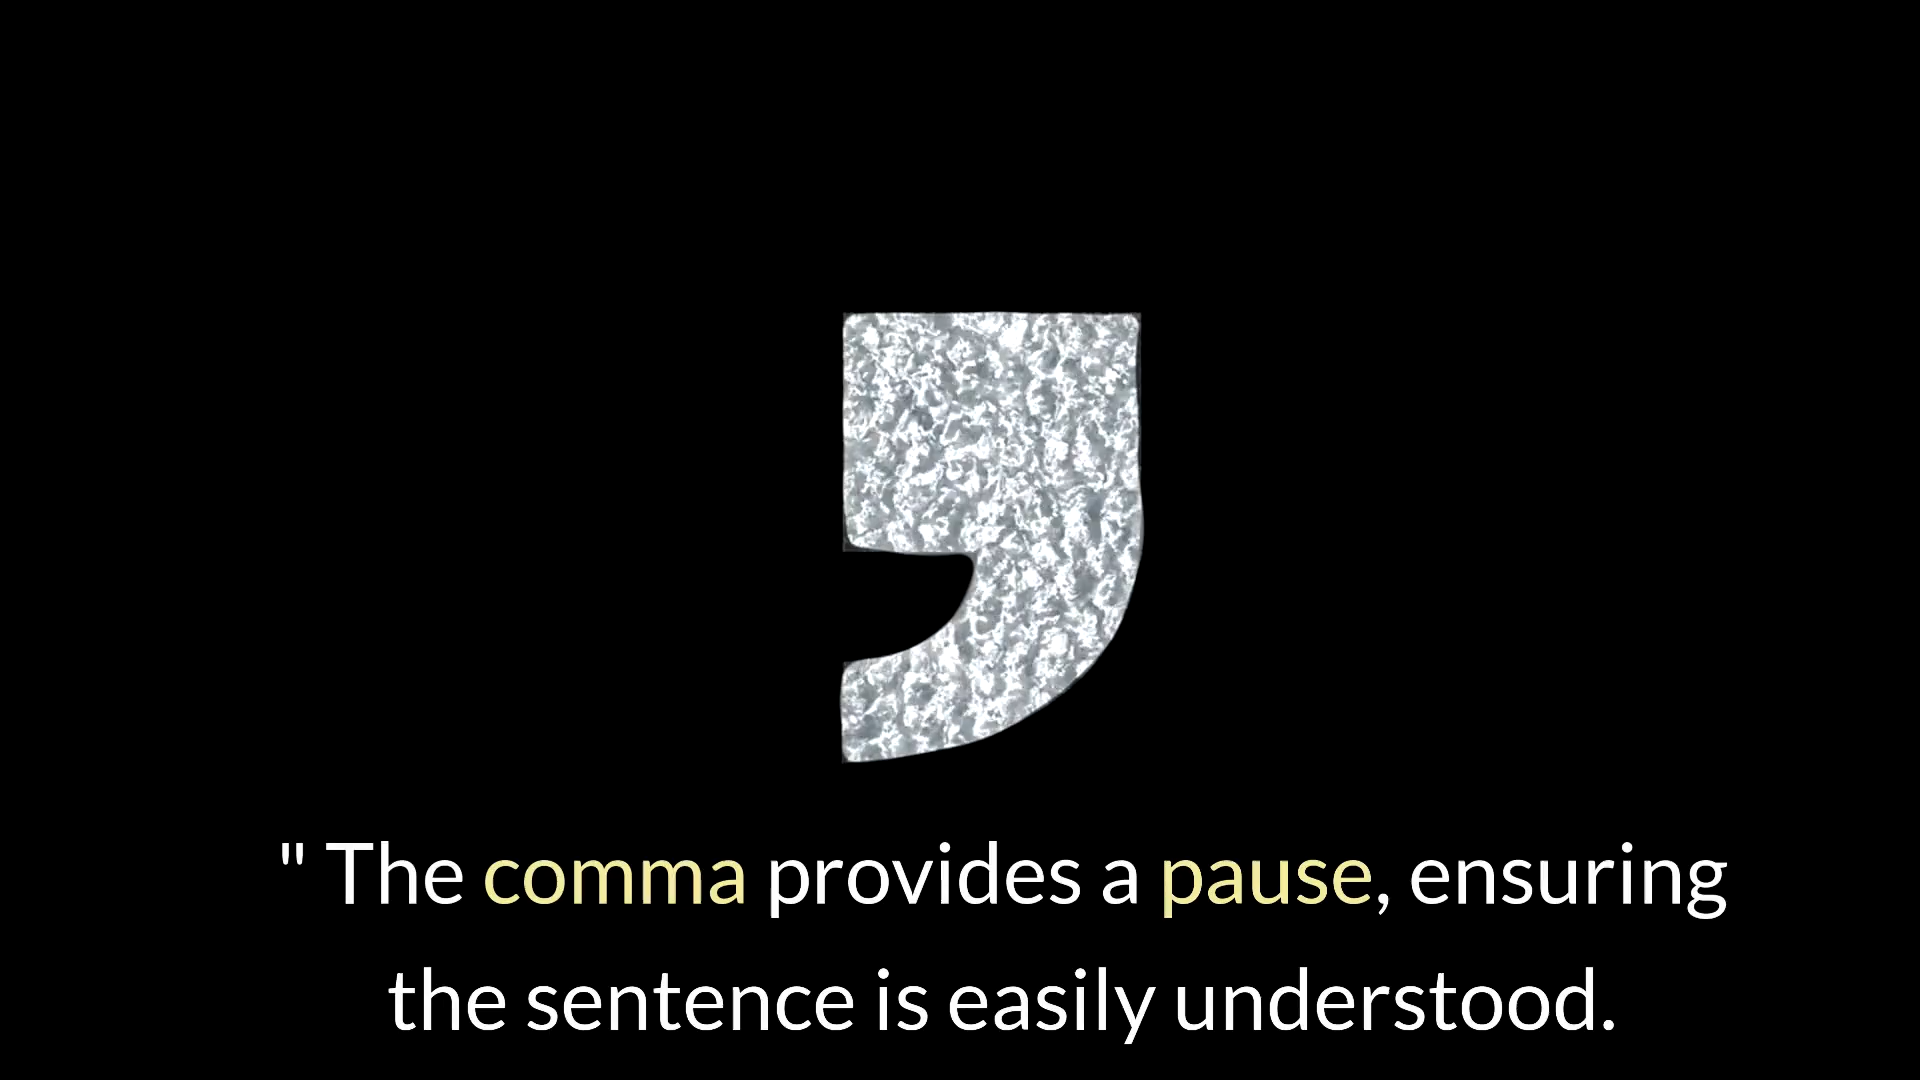 ,
" The comma provides a pause, ensuring
the sentence is easily understood.